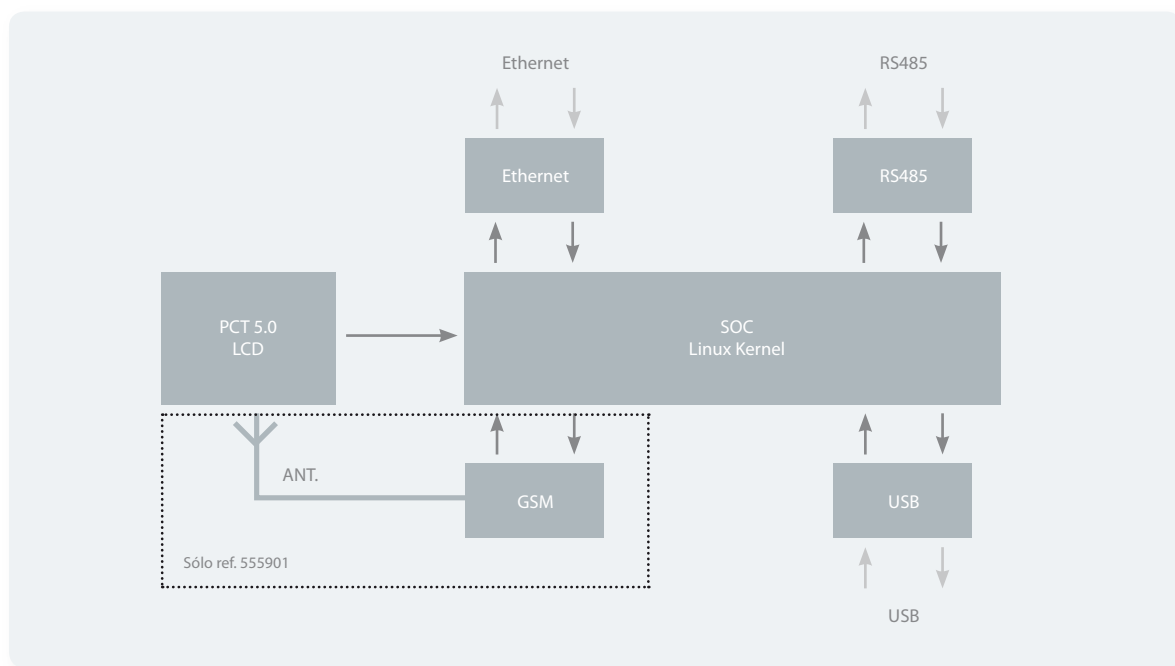 Ethernet
RS485
Ethernet
RS485
PCT 5.0
LCD
SOC
Linux Kernel
ANT.
GSM
USB
Sólo ref. 555901
USB